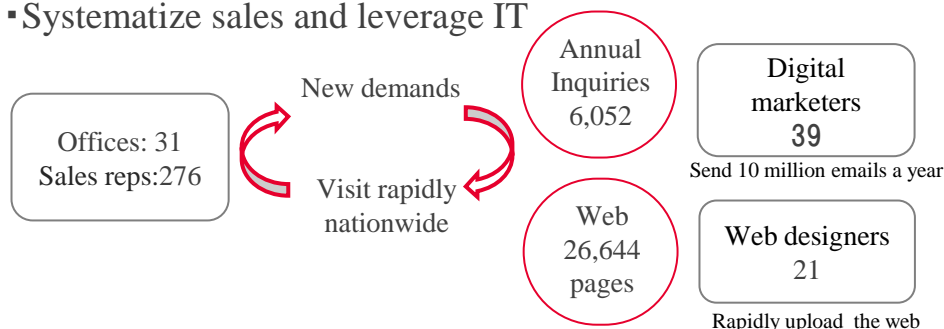 ▪Systematize sales and leverage IT
Offices: 31
Sales reps:276
New demands
Visit rapidly
nationwide
Annual
Inquiries
6,052
Web
26,644
pages
Digital
marketers
39
Send 10 million emails a year
Web designers
21
Rapidly upload the web